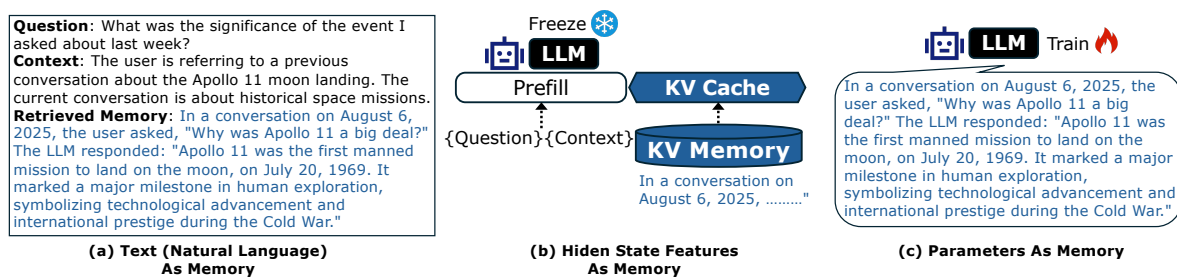 Question: What was the significance of the event I
asked about last week?
Context: The user is referring to a previous
conversation about the Apollo 11 moon landing. The
current conversation is about historical space missions.
Retrieved Memory: In a conversation on August 6,
2025, the user asked, "Why was Apollo 11 a big deal?"
The LLM responded: "Apollo 11 was the first manned
mission to land on the moon, on July 20, 1969. It
marked a major milestone in human exploration,
symbolizing technological advancement and
international prestige during the Cold War."
(a) Text (Natural Language)
As Memory
Freeze
LLM
Prefill
KV Cache
{Question}{Context}
KV Memory
In a conversation on
August 6, 2025, ........."
(b) Hiden State Features
As Memory
LLM
Train
In a conversation on August 6, 2025, the
user asked, "Why was Apollo 11 a big
deal?" The LLM responded: "Apollo 11 was
the first manned mission to land on the
moon, on July 20, 1969. It marked a major
milestone in human exploration,
symbolizing technological advancement and
international prestige during the Cold War."
(c) Parameters As Memory